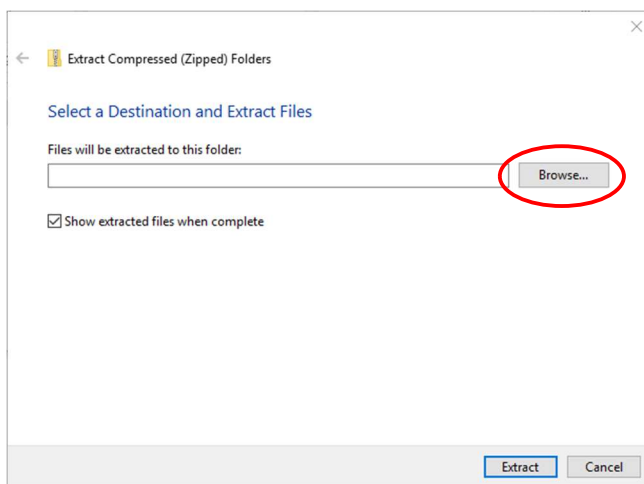 Extract Compressed (Zipped) Folders
Select a Destination and Extract Files
Files will be extracted to this folder:
Browse...
Show extracted files when complete
Extract Cancel